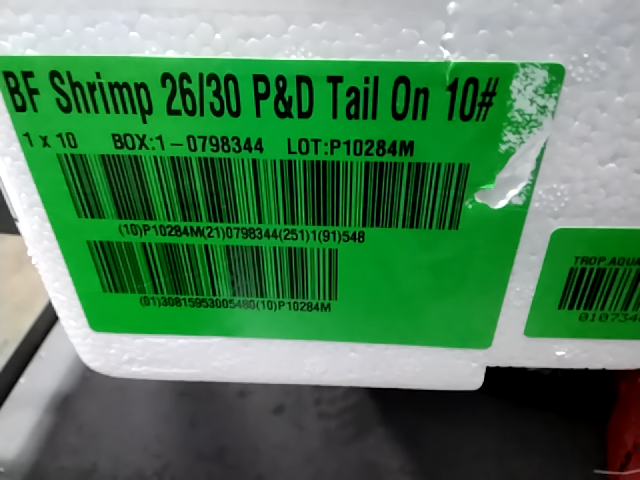 BF Shrimp 26/30 P&D Tail On 10#
1 x 10 BOX:1-0798344 LOT:P10284M
(10)P10284M(21)0798344(251)1(91)548
(01)30815953005480(10)P10284M
TROP.AQUA
0107348